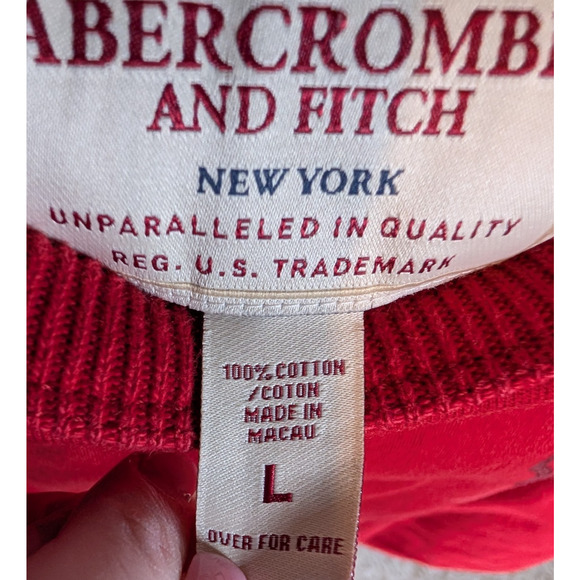 ABERCROMBI
AND FITCH
NEW YORK
UNPARALLELED IN QUALITY
REG. U.S. TRADEMARK
100% COTTON
/COTON
MADE IN
MACAU
L
OVER FOR CARE